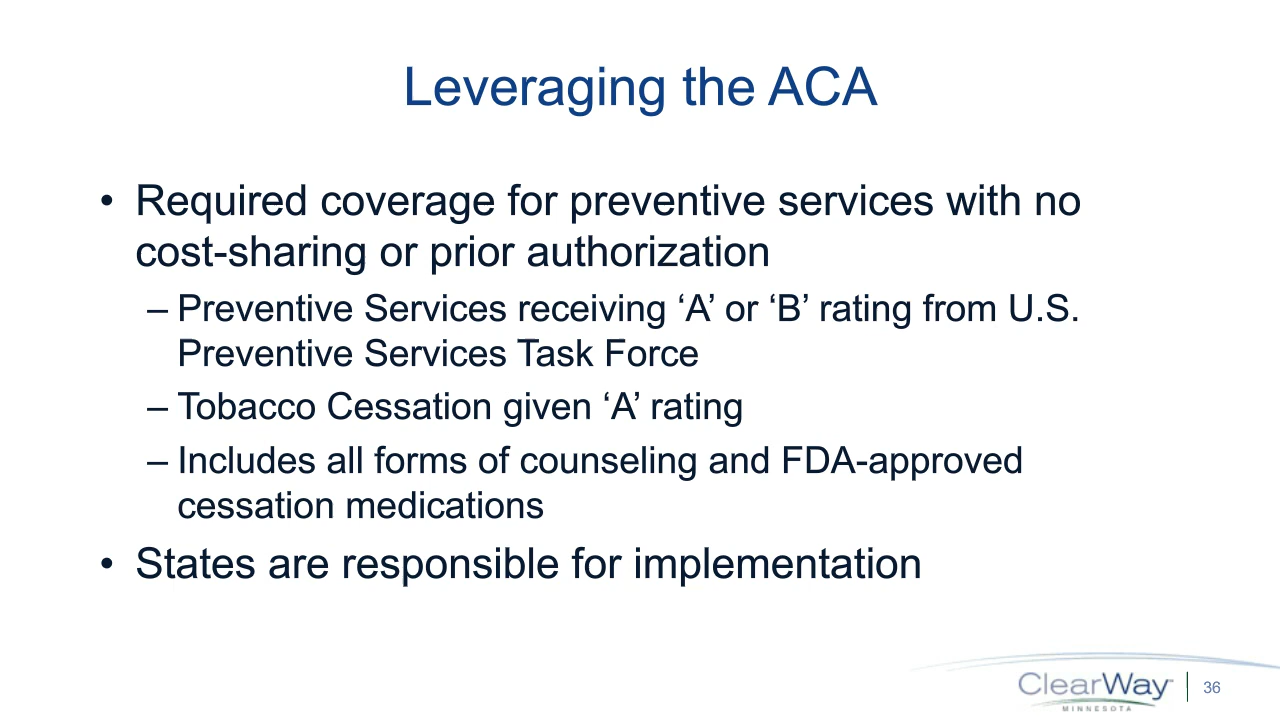 Leveraging the ACA
• Required coverage for preventive services with no
cost-sharing or prior authorization
– Preventive Services receiving ‘A’ or ‘B’ rating from U.S.
Preventive Services Task Force
– Tobacco Cessation given ‘A’ rating
– Includes all forms of counseling and FDA-approved
cessation medications
• States are responsible for implementation
ClearWay
MINNESOTA
36